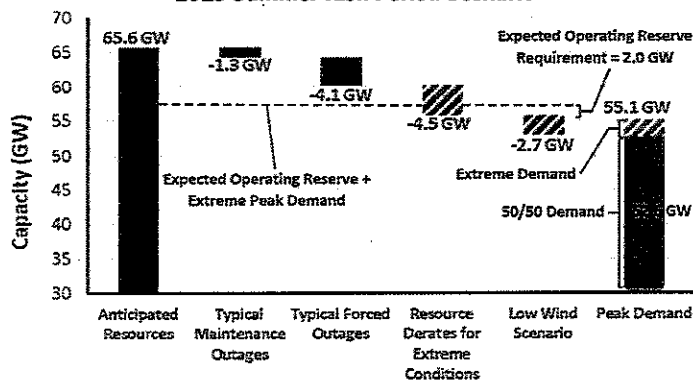 70
65
60
55
50
45
40
35
30
Capacity (GW)
65.6 GW
-1.3 GW
-4.1 GW
-4.5 GW
-2.7 GW
55.1 GW
Expected Operating Reserve
Requirement = 2.0 GW
Expected Operating Reserve +
Extreme Peak Demand
Extreme Demand
50/50 Demand
GW
Anticipated
Resources
Typical
Maintenance
Outages
Typical Forced
Outages
Resource
Derates for
Extreme
Conditions
Low Wind
Scenario
Peak Demand